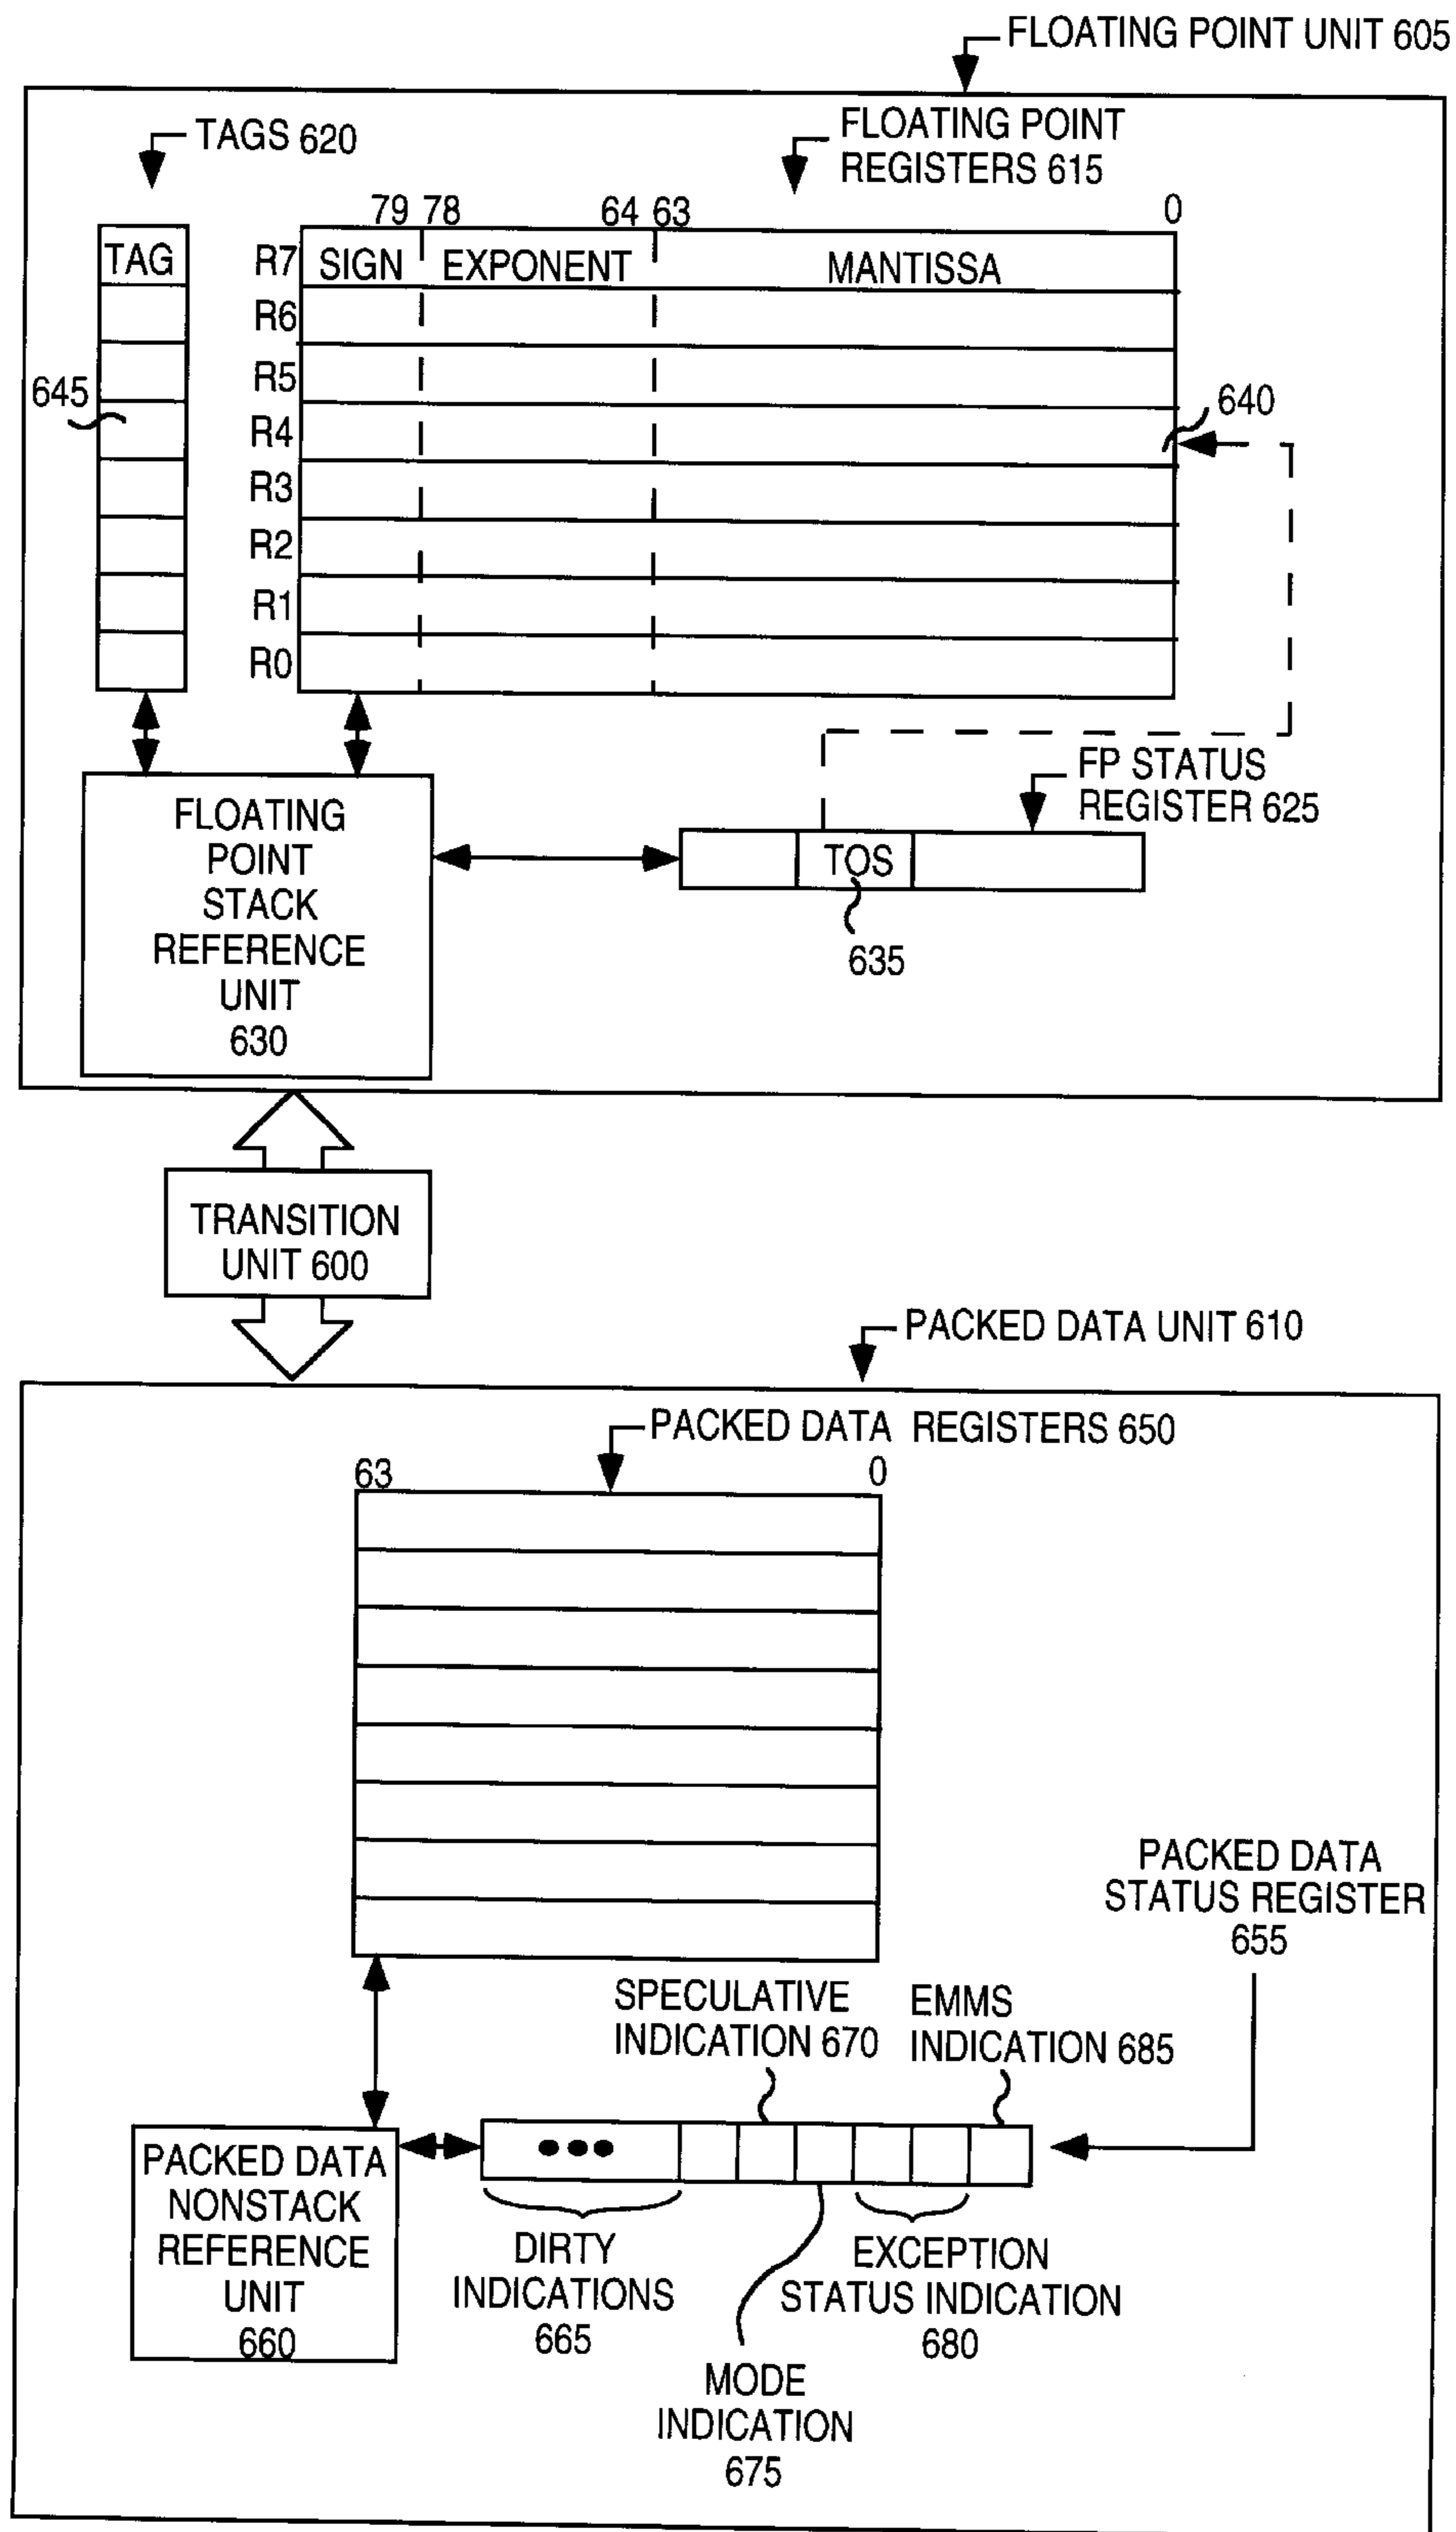 FLOATING POINT UNIT 605
TAGS 620
FLOATING POINT
REGISTERS 615
79 78 64 63 0
TAG
R7 SIGN EXPONENT MANTISSA
R6
R5
645
R4
640
R3
R2
R1
R0
FLOATING
POINT
STACK
REFERENCE
UNIT
630
FP STATUS
REGISTER 625
TOS
635
TRANSITION
UNIT 600
PACKED DATA UNIT 610
PACKED DATA REGISTERS 650
63 0
PACKED DATA
STATUS REGISTER
655
SPECULATIVE
INDICATION 670
EMMS
INDICATION 685
PACKED DATA
NONSTACK
REFERENCE
UNIT
660
DIRTY
INDICATIONS
665
EXCEPTION
STATUS INDICATION
680
MODE
INDICATION
675